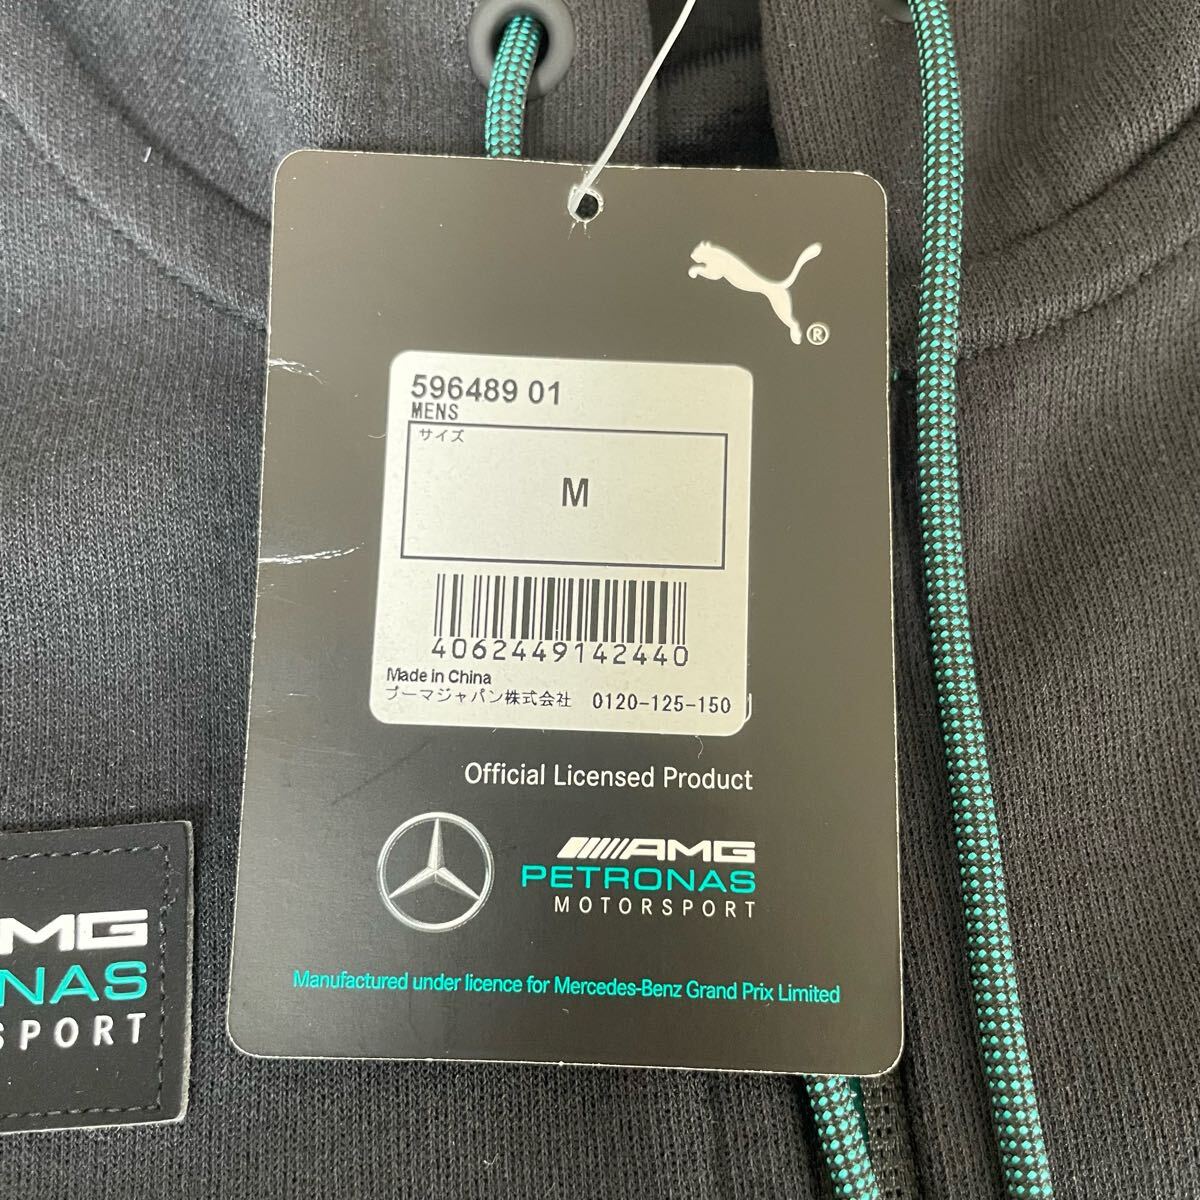 ®
596489 01
MENS
サイズ
M
4062449142440
Made in China
プーマジャパン株式会社 0120-125-150
Official Licensed Product
AMG
PETRONAS
MOTORSPORT
Manufactured under licence for Mercedes-Benz Grand Prix Limited
MG
NAS
SPORT